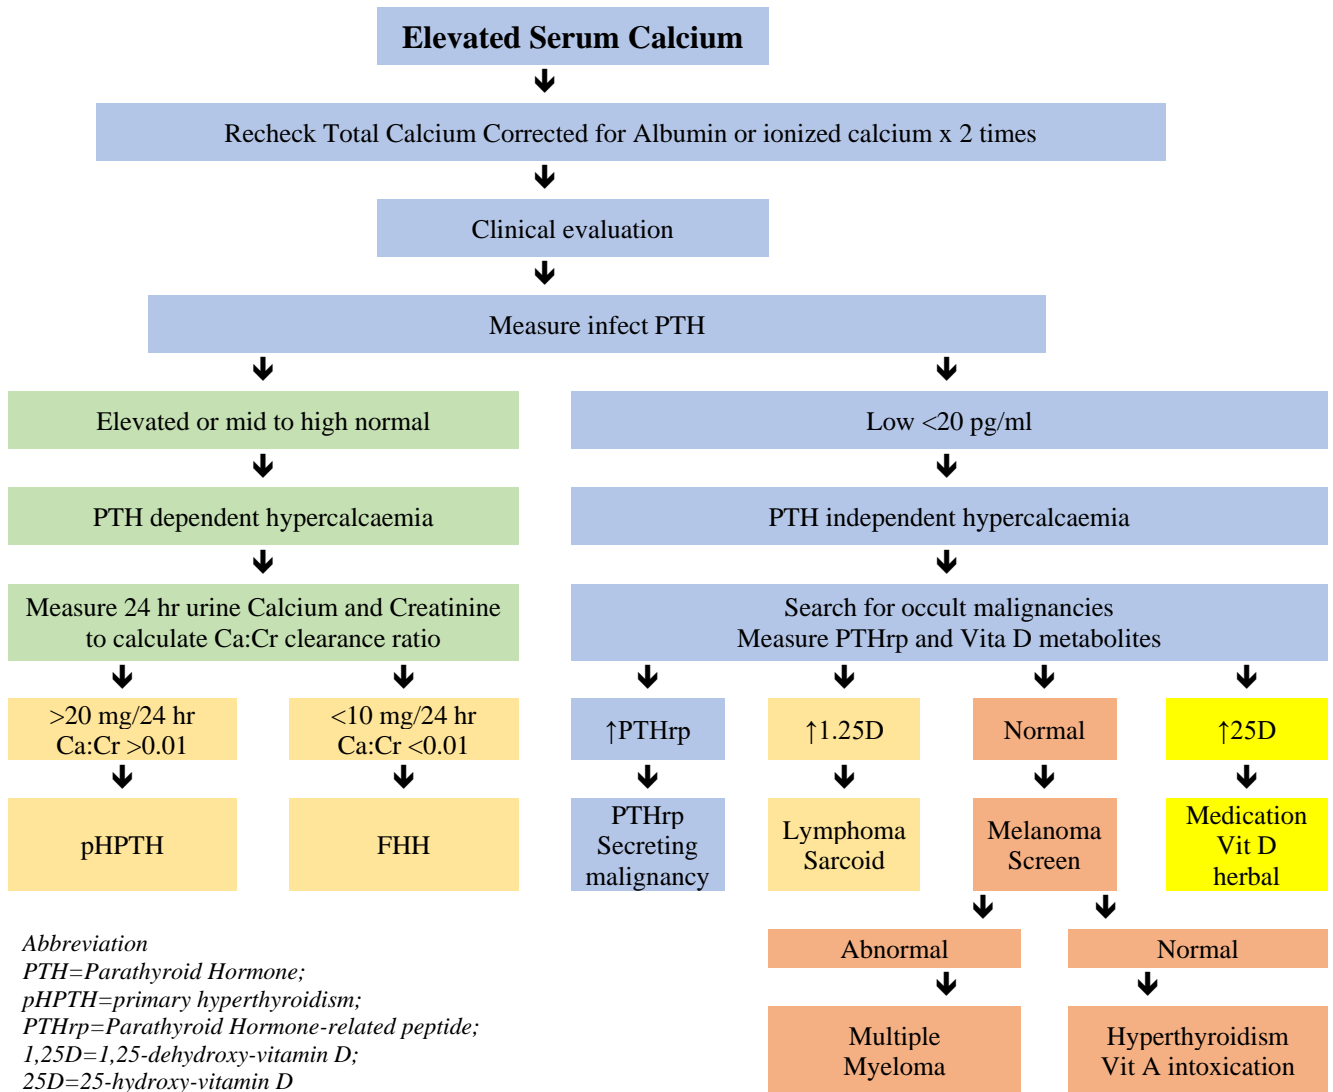 Elevated Serum Calcium
Recheck Total Calcium Corrected for Albumin or ionized calcium x 2 times
Clinical evaluation
Measure infect PTH
Elevated or mid to high normal
Low <20 pg/ml
PTH dependent hypercalcaemia
PTH independent hypercalcaemia
Measure 24 hr urine Calcium and Creatinine
to calculate Ca:Cr clearance ratio
Search for occult malignancies
Measure PTHrp and Vita D metabolites
>20 mg/24 hr
Ca:Cr >0.01
<10 mg/24 hr
Ca:Cr <0.01
↑PTHrp
↑1.25D
Normal
↑25D
pHPTH
FHH
PTHrp
Secreting
malignancy
Lymphoma
Sarcoid
Melanoma
Screen
Medication
Vit D
herbal
Abnormal
Normal
Multiple
Myeloma
Hyperthyroidism
Vit A intoxication
Abbreviation
PTH=Parathyroid Hormone;
pHPTH=primary hyperthyroidism;
PTHrp=Parathyroid Hormone-related peptide;
1,25D=1,25-dehydroxy-vitamin D;
25D=25-hydroxy-vitamin D